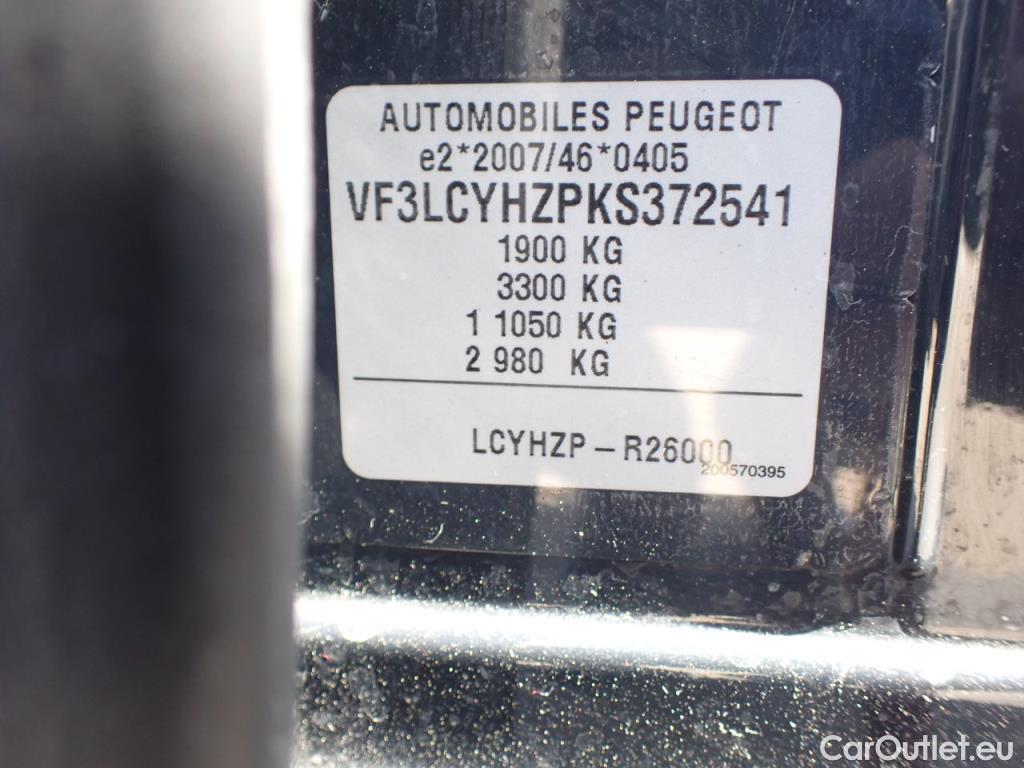 AUTOMOBILES PEUGEOT
e2*2007/46*0405
VF3LCYHZPKS372541
1900 KG
3300 KG
1 1050 KG
2 980 KG
LCYHZP – R26000
200570395
CarOutlet.eu